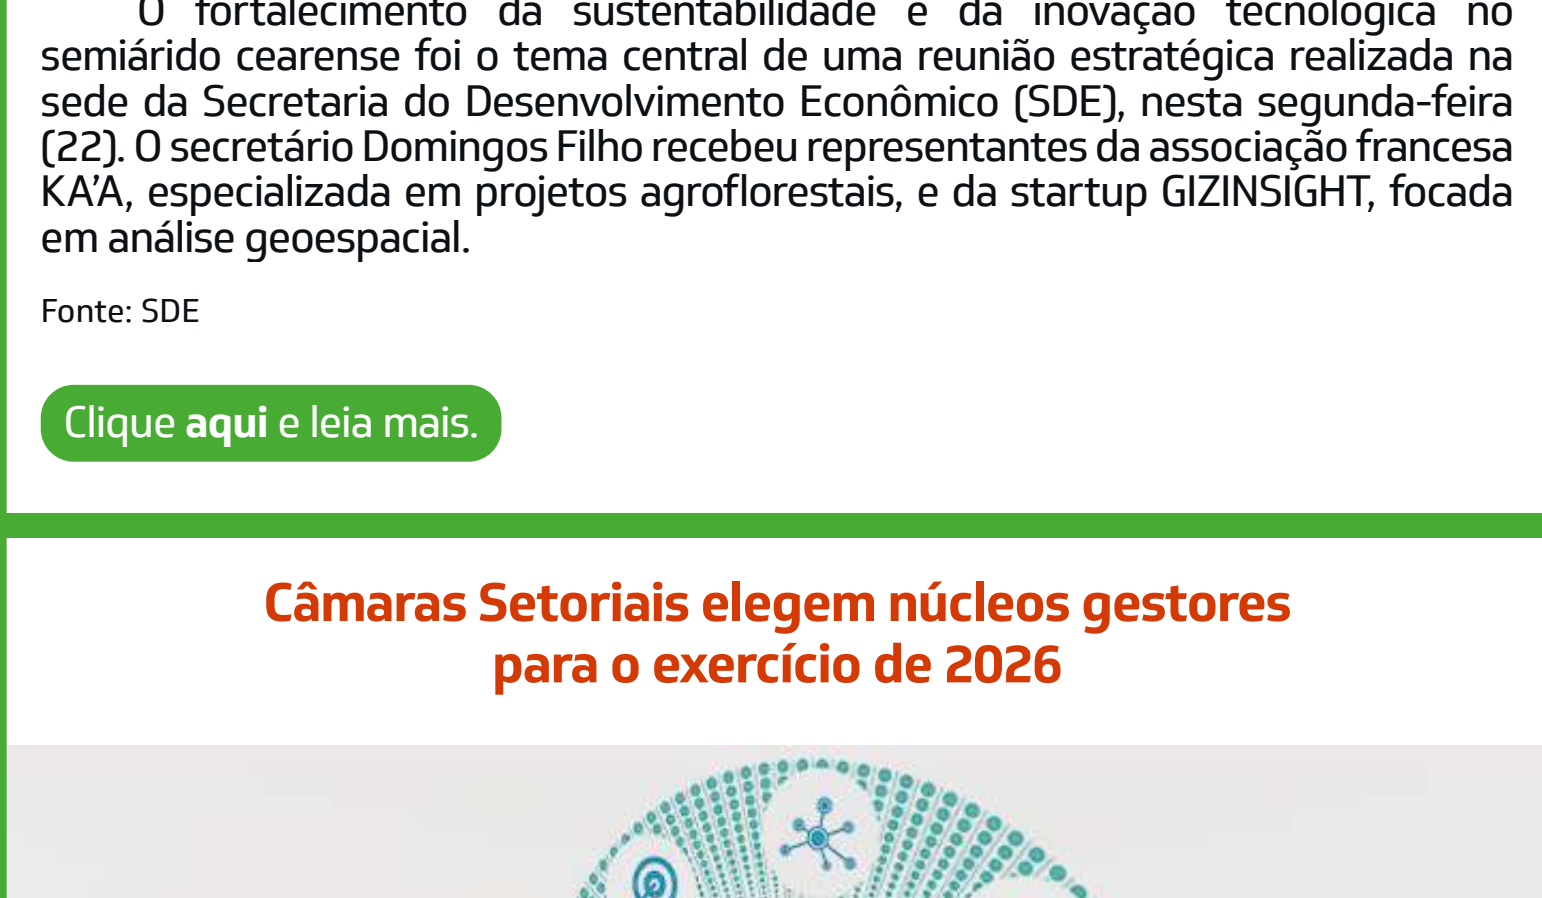 O fortalecimento da sustentabilidade e da inovação tecnológica no
semiárido cearense foi o tema central de uma reunião estratégica realizada na
sede da Secretaria do Desenvolvimento Econômico (SDE), nesta segunda-feira
(22). O secretário Domingos Filho recebeu representantes da associação francesa
KA’A, especializada em projetos agroflorestais, e da startup GIZINSIGHT, focada
em análise geoespacial.
Fonte: SDE
Clique aqui e leia mais.
Câmaras Setoriais elegem núcleos gestores
para o exercício de 2026